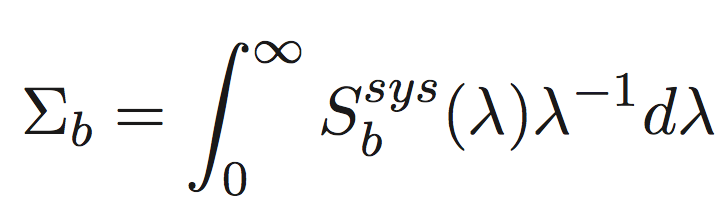 Σ_b = ∫_0^∞ S_b^{sys}(λ)λ^{-1}dλ